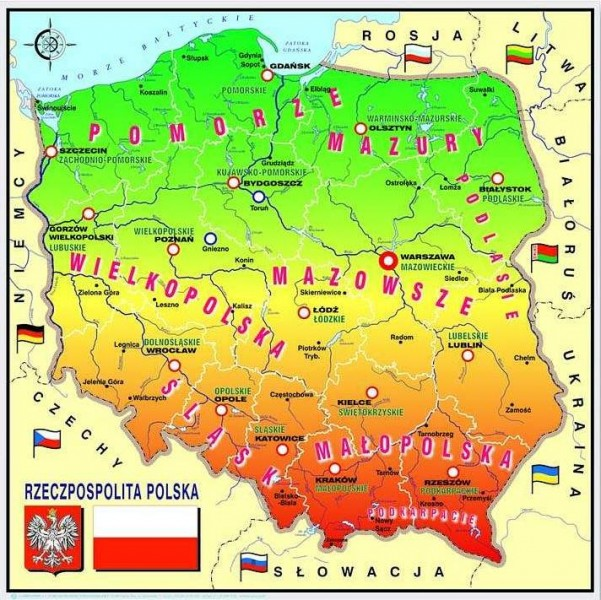 ROSJA
LITWA
BIAŁORUŚ
UKRAINA
SŁOWACJA
CZECHY
NIEMCY
MORZE BAŁTYCKIE
ZATOKA
GDAŃSKA
ZATOKA
POMORSKA
Gdynia
Sopot
GDAŃSK
POMORSKIE
Słupsk
Koszalin
Elbląg
Suwałki
Świnoujście
POMORZE
MAZURY
WARMIŃSKO-MAZURSKIE
OLSZTYN
SZCZECIN
ZACHODNIO-POMORSKIE
Grudziądz
KUJAWSKO-POMORSKIE
BYDGOSZCZ
Toruń
Ostrołęka
Łomża
BIAŁYSTOK
PODLASKIE
PODLASIE
GORZÓW
WIELKOPOLSKI
LUBUSKIE
WIELKOPOLSKIE
POZNAŃ
Gniezno
Konin
WARSZAWA
MAZOWIECKIE
WIELKOPOLSKA
MAZOWSZE
Siedlce
Biała Podlaska
Zielona Góra
Leszno
Kalisz
Skierniewice
ŁÓDŹ
ŁÓDZKIE
Piotrków
Tryb.
Radom
LUBELSKIE
LUBLIN
Chełm
Legnica
DOLNOŚLĄSKIE
WROCŁAW
Jelenia Góra
Wałbrzych
ŚLĄSK
OPOLSKIE
OPOLE
Częstochowa
KIELCE
ŚWIĘTOKRZYSKIE
Zamość
Tarnobrzeg
ŚLĄSKIE
KATOWICE
MAŁOPOLSKA
KRAKÓW
MAŁOPOLSKIE
Tarnów
RZESZÓW
PODKARPACKIE
Przemyśl
Krosno
Bielsko-
-Biała
Nowy
Sącz
PODKARPACIE
RZECZPOSPOLITA POLSKA